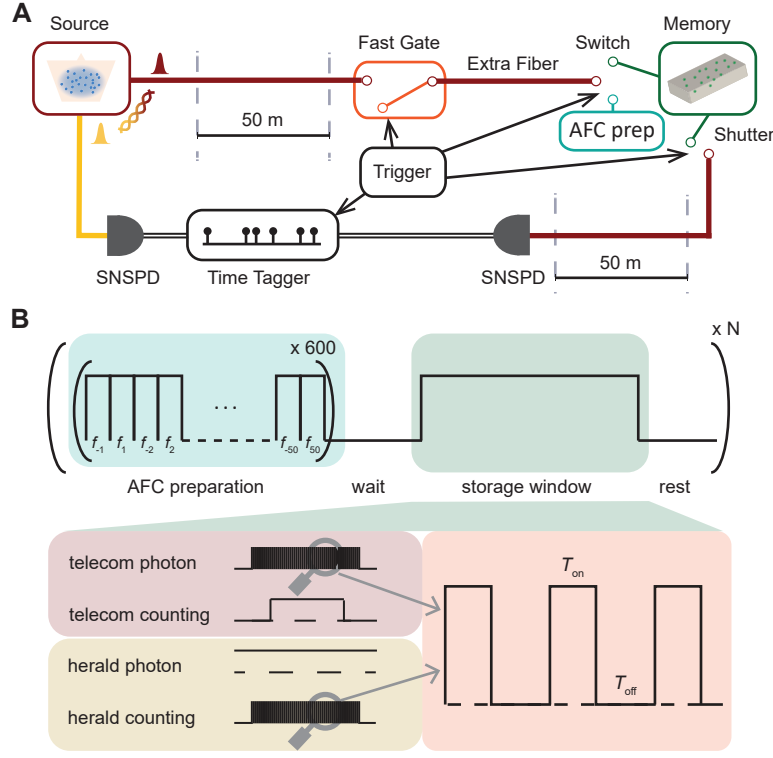 A
Source
Fast Gate
Extra Fiber
Switch
Memory
50 m
AFC prep
Shutter
Trigger
SNSPD
Time Tagger
SNSPD
50 m
B
x N
x 600
...
f-1 f1 f-2 f2 f-50 f50
AFC preparation wait storage window rest
telecom photon
telecom counting
herald photon
herald counting
Ton
Toff